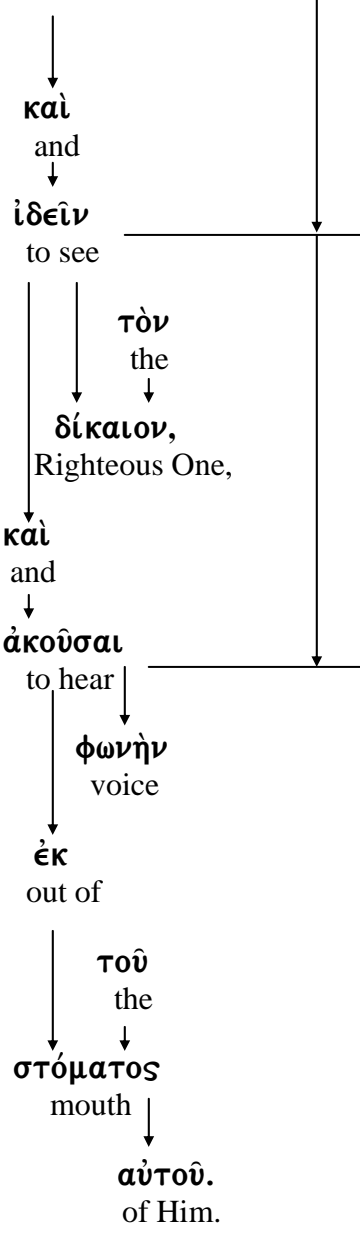 καὶ
and
ἰδεῖν
to see
τὸν
the
δίκαιον,
Righteous One,
καὶ
and
ἀκοῦσαι
to hear
φωνὴν
voice
ἐκ
out of
τοῦ
the
στόματος
mouth
αὐτοῦ.
of Him.